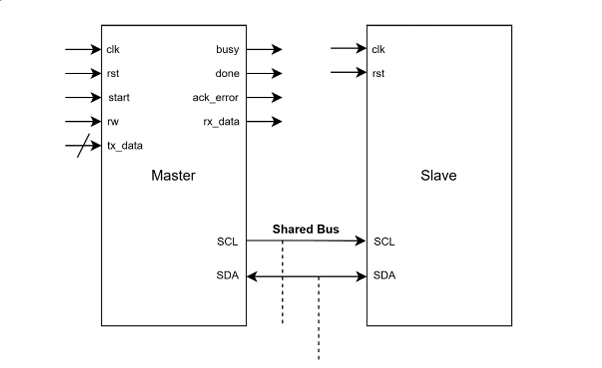 clk
busy
clk
rst
done
rst
start
ack_error
rw
rx_data
tx_data
Master
Slave
Shared Bus
SCL
SCL
SDA
SDA